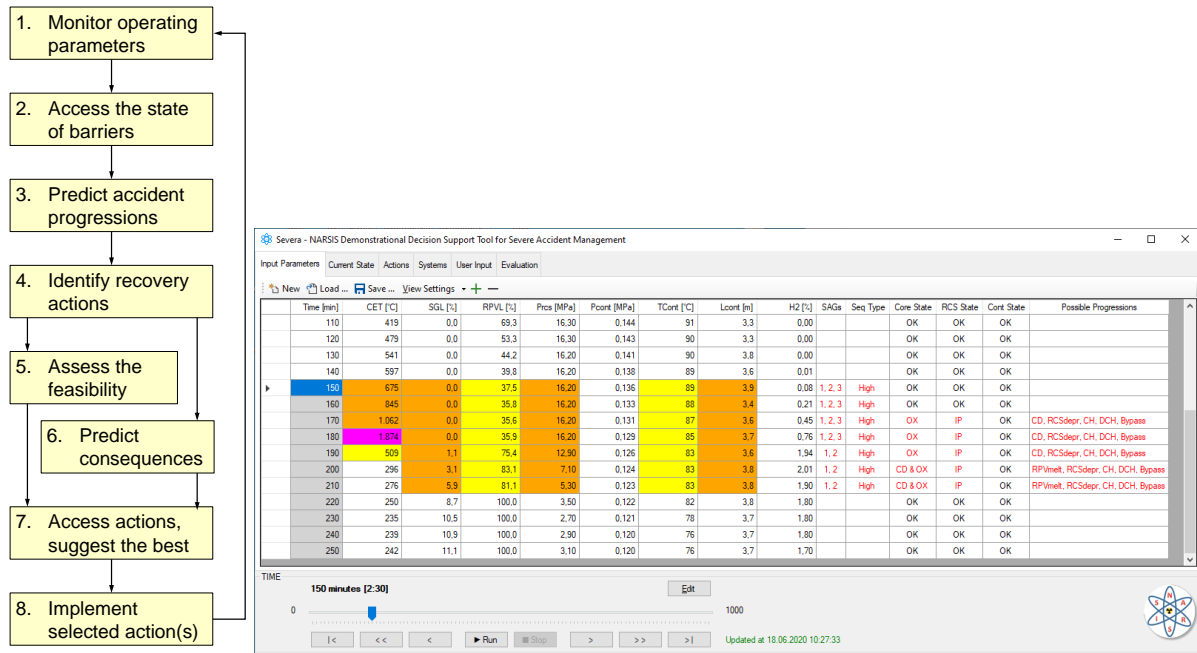 1. Monitor operating
parameters
2. Access the state
of barriers
3. Predict accident
progressions
4. Identify recovery
actions
5. Assess the
feasibility
6. Predict
consequences
7. Access actions,
suggest the best
8. Implement
selected action(s)
Severa - NARSIS Demonstrational Decision Support Tool for Severe Accident Management
Input Parameters Current State Actions Systems User Input Evaluation
New Load ... Save ... View Settings
Time [min] CET [°C] SGL [%] RPVL [%] Prcs [MPa] Pcont [MPa] TCont [°C] Lcont [m] H2 [%] SAGs Seq Type Core State RCS State Cont State Possible Progressions
110 419 0,0 69,3 16,30 0,144 91 3,3 0,00 OK OK OK
120 479 0,0 53,3 16,30 0,143 90 3,3 0,00 OK OK OK
130 541 0,0 44,2 16,20 0,141 90 3,8 0,00 OK OK OK
140 597 0,0 39,8 16,20 0,138 89 3,6 0,01 OK OK OK
150 675 0,0 37,5 16,20 0,136 89 3,9 0,08 1, 2, 3 High OK OK OK
160 845 0,0 35,8 16,20 0,133 88 3,4 0,21 1, 2, 3 High OK OK OK
170 1.062 0,0 35,6 16,20 0,131 87 3,6 0,45 1, 2, 3 High OX IP OK CD, RCSdepr, CH, DCH, Bypass
180 1.874 0,0 35,9 16,20 0,129 85 3,7 0,76 1, 2, 3 High OX IP OK CD, RCSdepr, CH, DCH, Bypass
190 509 1,1 75,4 12,90 0,126 83 3,6 1,94 1, 2 High OX IP OK CD, RCSdepr, CH, DCH, Bypass
200 296 3,1 83,1 7,10 0,124 83 3,8 2,01 1, 2 High CD & OX IP OK RPVmelt, RCSdepr, CH, DCH, Bypass
210 276 5,9 81,1 5,30 0,123 83 3,8 1,90 1, 2 High CD & OX IP OK RPVmelt, RCSdepr, CH, DCH, Bypass
220 250 8,7 100,0 3,50 0,122 82 3,8 1,80 OK OK OK
230 235 10,5 100,0 2,70 0,121 78 3,7 1,80 OK OK OK
240 239 10,9 100,0 2,90 0,120 76 3,7 1,80 OK OK OK
250 242 11,1 100,0 3,10 0,120 76 3,7 1,70 OK OK OK
TIME
150 minutes [2:30] Edit
0 1000
|< << < Run Stop > >> >| Updated at 18.06.2020 10:27:33
N A R S I S